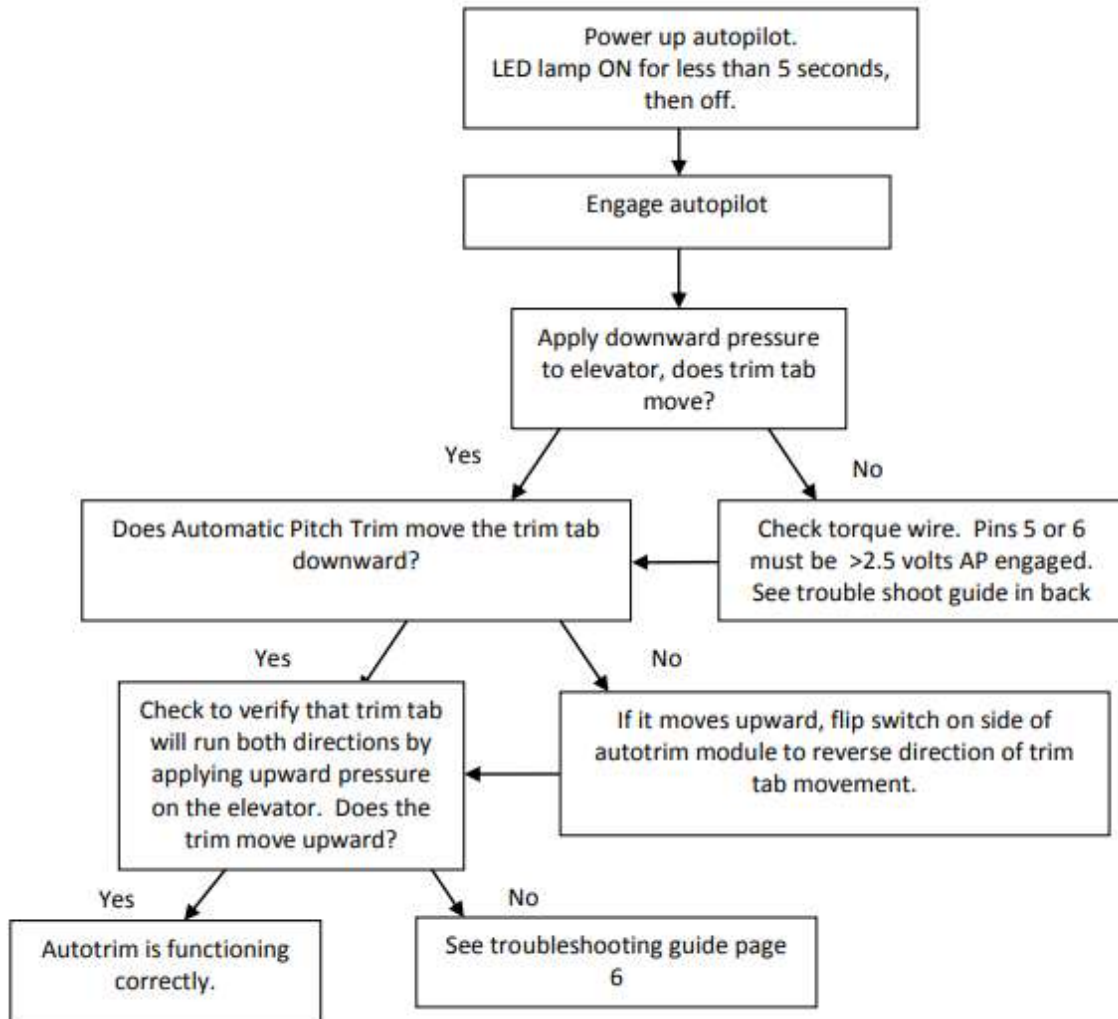 Power up autopilot.
LED lamp ON for less than 5 seconds,
then off.
Engage autopilot
Apply downward pressure
to elevator, does trim tab
move?
Yes
No
Does Automatic Pitch Trim move the trim tab
downward?
Check torque wire.  Pins 5 or 6
must be  >2.5 volts AP engaged.
See trouble shoot guide in back
Yes
No
Check to verify that trim tab
will run both directions by
applying upward pressure
on the elevator.  Does the
trim move upward?
If it moves upward, flip switch on side of
autotrim module to reverse direction of trim
tab movement.
Yes
No
Autotrim is functioning
correctly.
See troubleshooting guide page
6